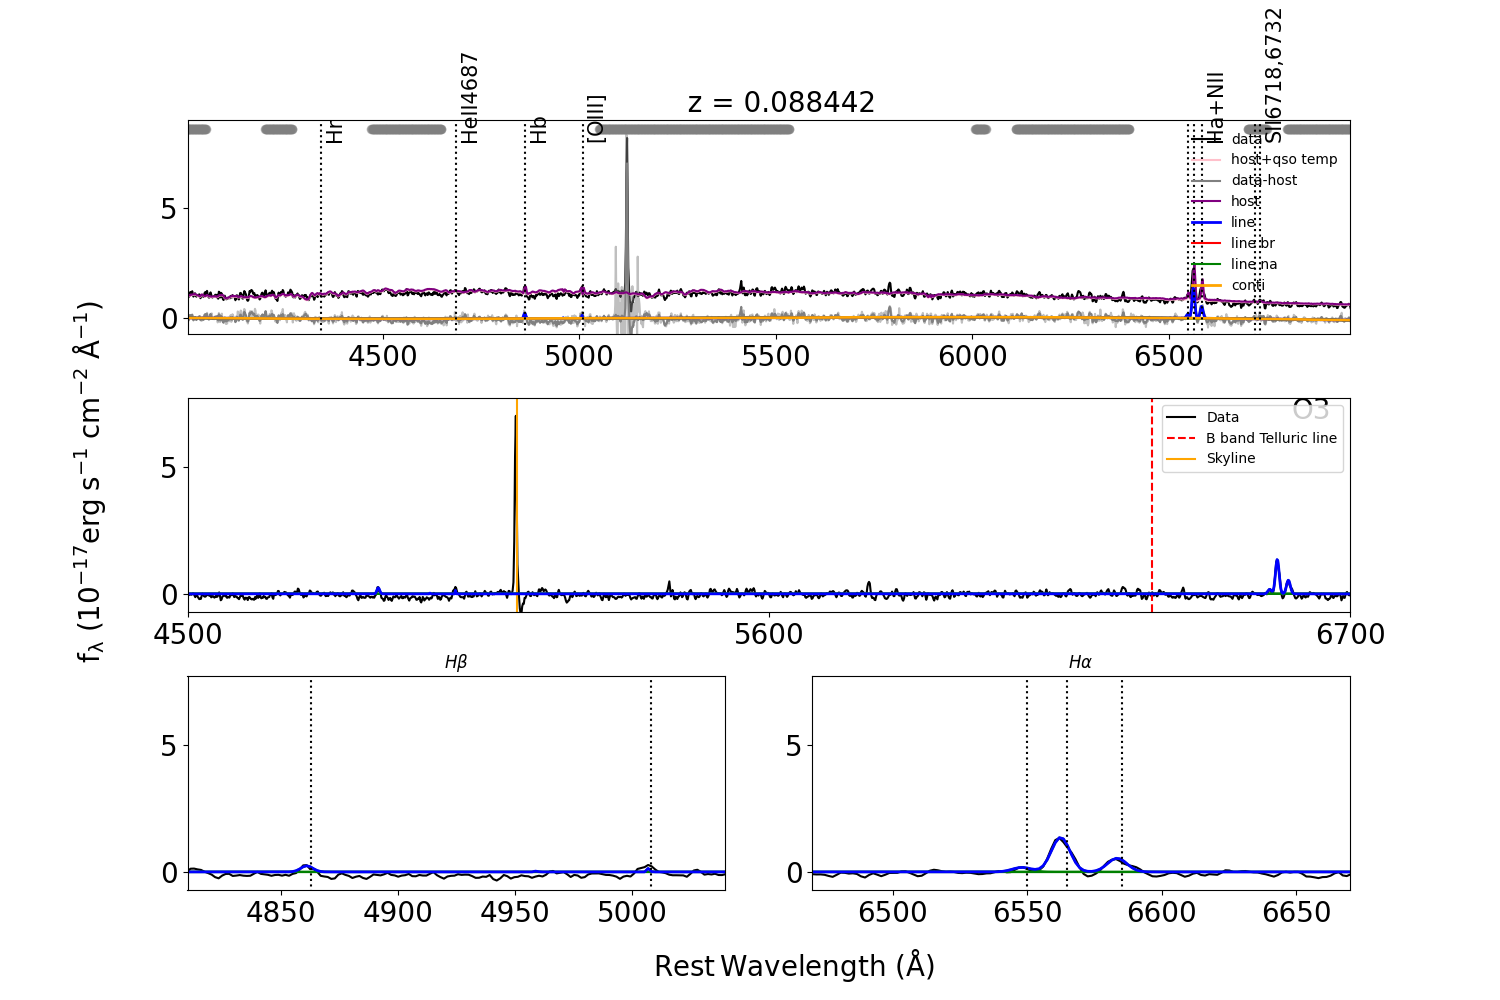 z = 0.088442
Hr
HeII4687
Hb
[OIII]
Ha+NII
SII6718,6732
data
host+qso temp
data-host
host
line
line br
line na
conti
5
0
4500 5000 5500 6000 6500
O3
Data
B band Telluric line
Skyline
5
0
4500 5600 6700
fλ (10−17erg s−1 cm−2 Å−1)
Hβ
5
0
4850 4900 4950 5000
Hα
5
0
6500 6550 6600 6650
Rest Wavelength (Å)